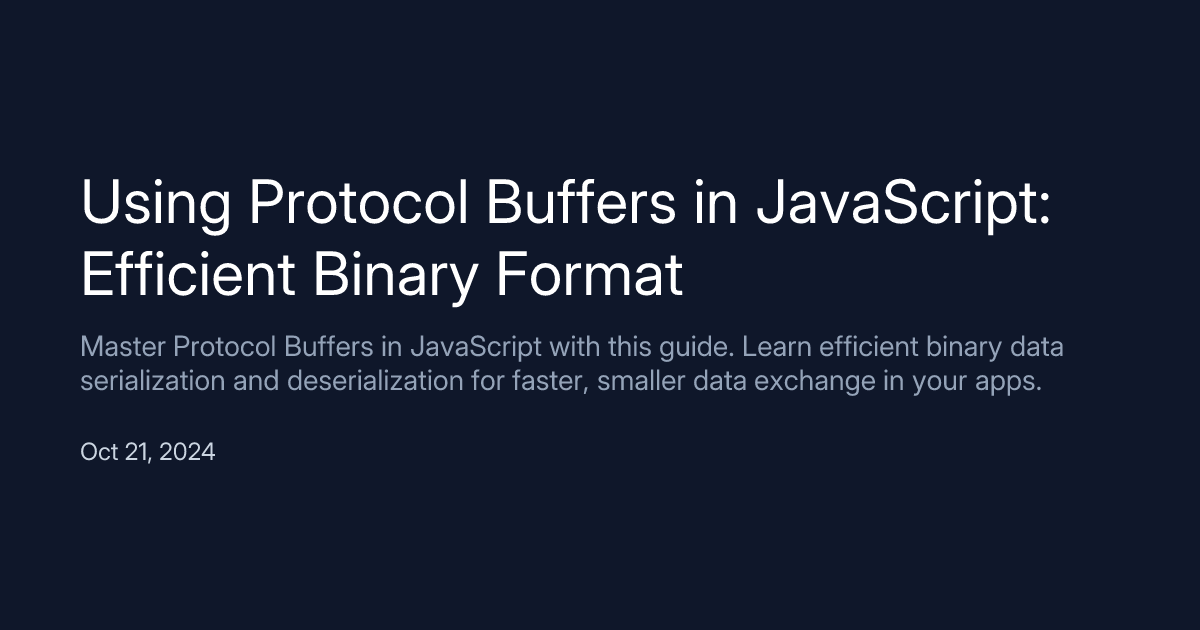 Using Protocol Buffers in JavaScript:
Efficient Binary Format
Master Protocol Buffers in JavaScript with this guide. Learn efficient binary data
serialization and deserialization for faster, smaller data exchange in your apps.
Oct 21, 2024